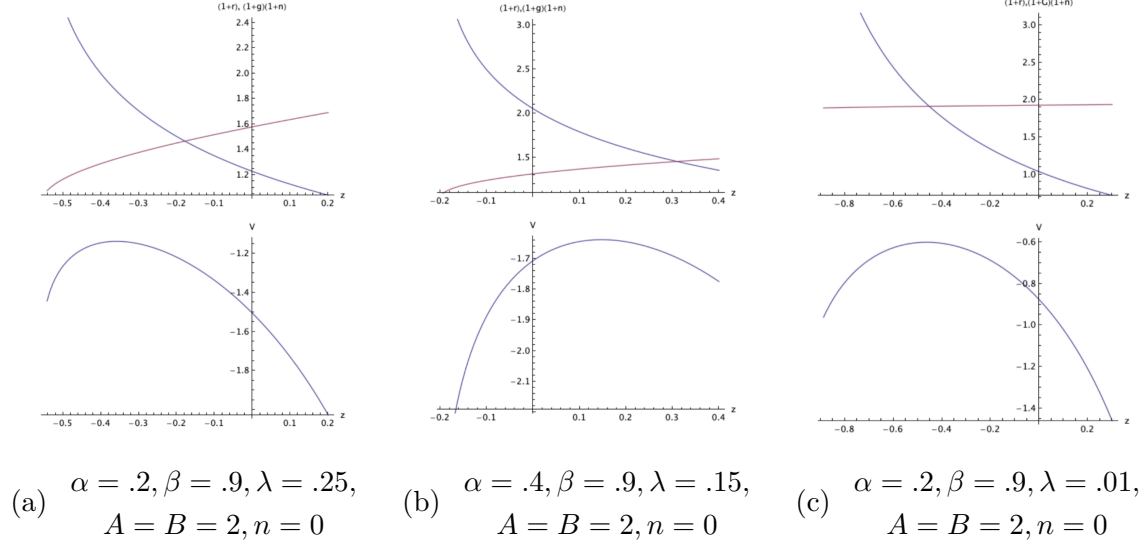 (1+r), (1+g)(1+n)
2.4
2.2
2.0
1.8
1.6
1.4
1.2
−0.5 −0.4 −0.3 −0.2 −0.1 0.1 0.2 z
V
−1.2
−1.4
−1.6
−1.8
−0.5 −0.4 −0.3 −0.2 −0.1 0.1 0.2 z
(a) α = .2, β = .9, λ = .25,
A = B = 2, n = 0
(1+r),(1+g)(1+n)
3.0
2.5
2.0
1.5
−0.2 −0.1 0.1 0.2 0.3 0.4 z
V
−1.7
−1.8
−1.9
−2.0
−2.1
−0.2 −0.1 0.1 0.2 0.3 0.4 z
(b) α = .4, β = .9, λ = .15,
A = B = 2, n = 0
(1+r),(1+G)(1+n)
3.0
2.5
2.0
1.5
1.0
−0.8 −0.6 −0.4 −0.2 0.2 z
V
−0.6
−0.8
−1.0
−1.2
−1.4
−0.8 −0.6 −0.4 −0.2 0.2 z
(c) α = .2, β = .9, λ = .01,
A = B = 2, n = 0